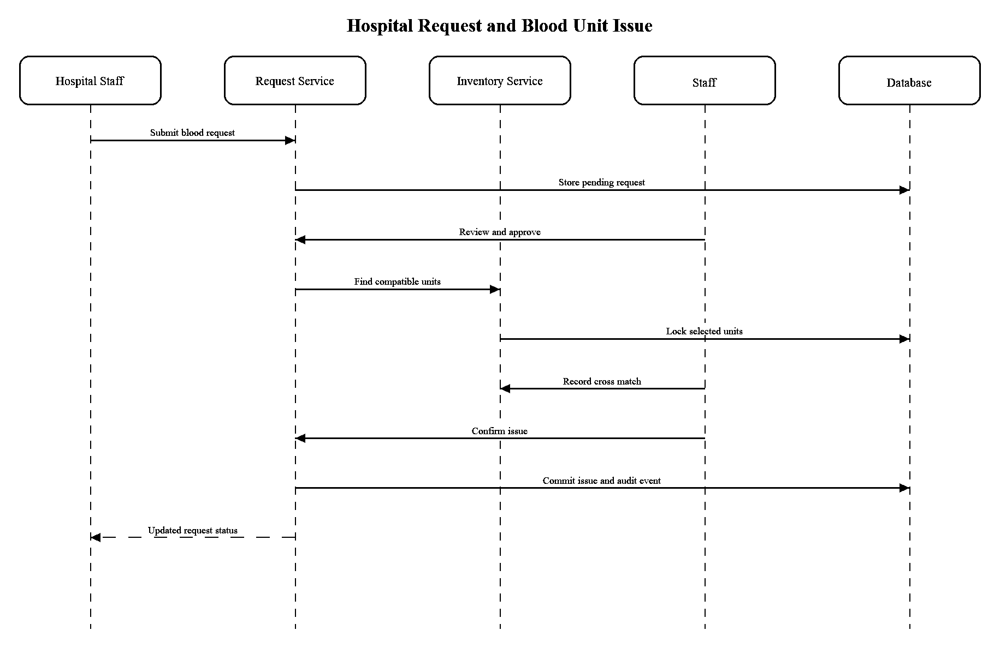 Hospital Request and Blood Unit Issue
Hospital Staff
Request Service
Inventory Service
Staff
Database
Submit blood request
Store pending request
Review and approve
Find compatible units
Lock selected units
Record cross match
Confirm issue
Commit issue and audit event
Updated request status